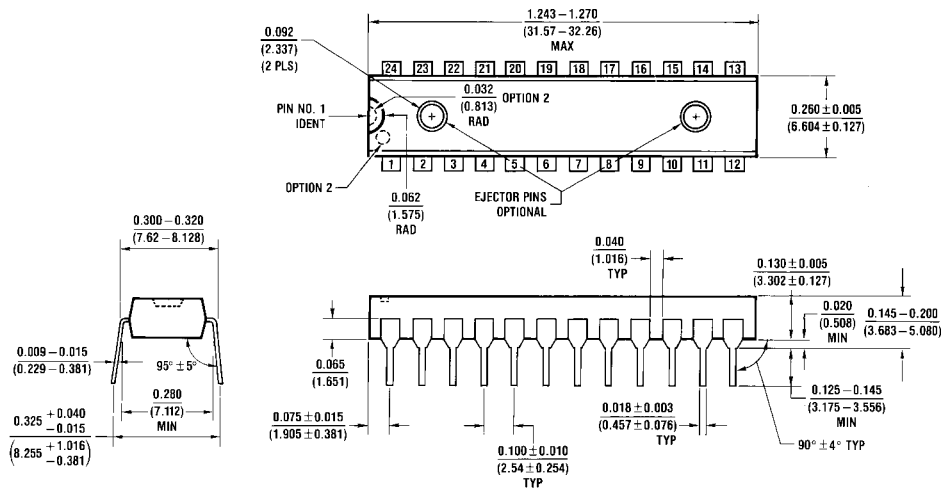 1.243–1.270
(31.57–32.26)
MAX
0.092
(2.337)
(2 PLS)
24 23 22 21 20 19 18 17 16 15 14 13
0.032
(0.813)
RAD
OPTION 2
PIN NO. 1
IDENT
0.260 ± 0.005
(6.604 ± 0.127)
1 2 3 4 5 6 7 8 9 10 11 12
OPTION 2
0.062
(1.575)
RAD
EJECTOR PINS
OPTIONAL
0.300–0.320
(7.62–8.128)
0.040
(1.016)
TYP
0.130 ± 0.005
(3.302 ± 0.127)
0.020
(0.508)
MIN
0.145–0.200
(3.683–5.080)
0.009–0.015
(0.229–0.381)
95° ± 5°
0.280
(7.112)
MIN
0.065
(1.651)
0.125–0.145
(3.175–3.556)
MIN
0.325 +0.040 −0.015
(8.255 +1.016 −0.381)
0.075 ± 0.015
(1.905 ± 0.381)
0.018 ± 0.003
(0.457 ± 0.076)
TYP
0.100 ± 0.010
(2.54 ± 0.254)
TYP
90° ± 4° TYP